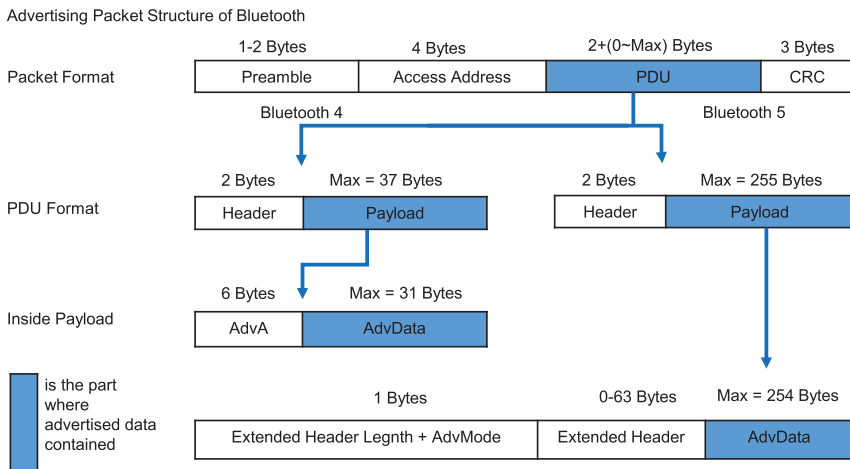 Advertising Packet Structure of Bluetooth
1-2 Bytes 4 Bytes 2+(0~Max) Bytes 3 Bytes
Packet Format Preamble Access Address PDU CRC
Bluetooth 4 Bluetooth 5
2 Bytes Max = 37 Bytes 2 Bytes Max = 255 Bytes
PDU Format Header Payload Header Payload
6 Bytes Max = 31 Bytes
Inside Payload AdvA AdvData
is the part
where
advertised data
contained
1 Bytes 0-63 Bytes Max = 254 Bytes
Extended Header Legnth + AdvMode Extended Header AdvData